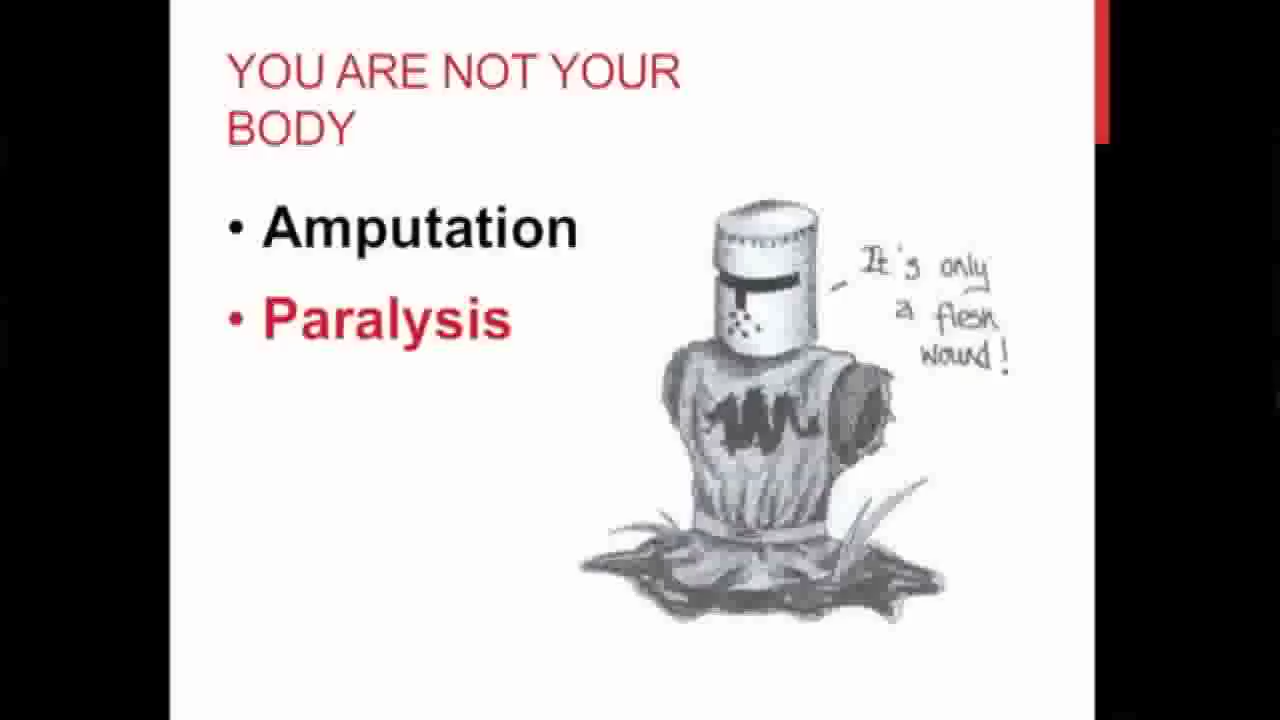 YOU ARE NOT YOUR
BODY
• Amputation
• Paralysis
It's only
a flesh
wound!